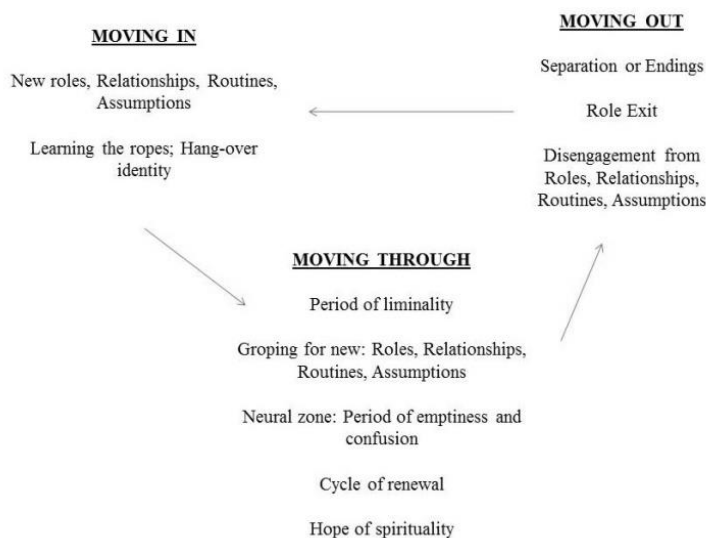 MOVING IN
New roles, Relationships, Routines,
Assumptions
Learning the ropes; Hang-over
identity
MOVING OUT
Separation or Endings
Role Exit
Disengagement from
Roles, Relationships,
Routines, Assumptions
MOVING THROUGH
Period of liminality
Groping for new: Roles, Relationships,
Routines, Assumptions
Neural zone: Period of emptiness and
confusion
Cycle of renewal
Hope of spirituality